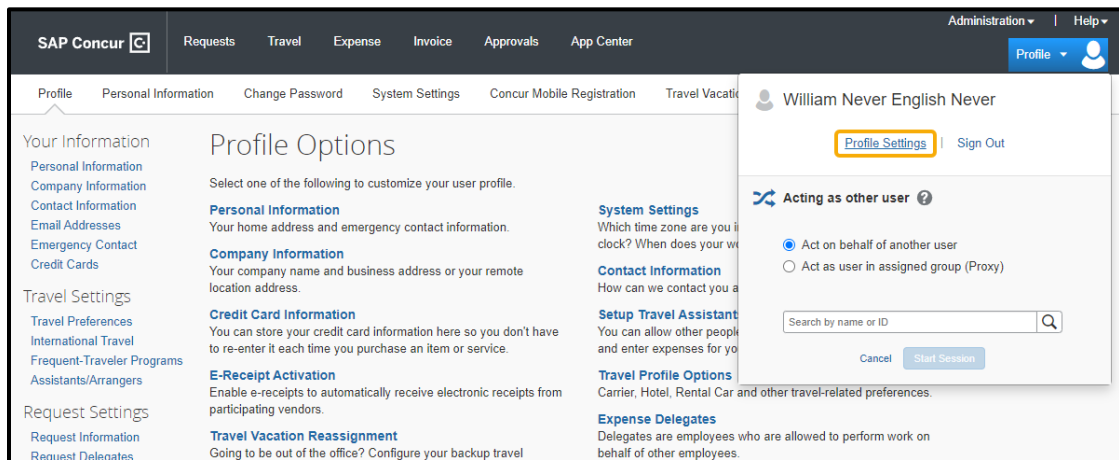 Administration | Help
SAP Concur C Requests Travel Expense Invoice Approvals App Center
Profile
Profile Personal Information Change Password System Settings Concur Mobile Registration Travel
William Never English Never
Profile Settings | Sign Out
Acting as other user ?
Act on behalf of another user
Act as user in assigned group (Proxy)
Search by name or ID
Cancel Start Session
Your Information
Personal Information
Company Information
Contact Information
Email Addresses
Emergency Contact
Credit Cards
Travel Settings
Travel Preferences
International Travel
Frequent-Traveler Programs
Assistants/Arrangers
Request Settings
Request Information
Request Delegates
Profile Options
Select one of the following to customize your user profile.
Personal Information
Your home address and emergency contact information.
Company Information
Your company name and business address or your remote
location address.
Credit Card Information
You can store your credit card information here so you don't have
to re-enter it each time you purchase an item or service.
E-Receipt Activation
Enable e-receipts to automatically receive electronic receipts from
participating vendors.
Travel Vacation Reassignment
Going to be out of the office? Configure your backup travel
System Settings
Which time zone are you
clock? When does your
Contact Information
How can we contact you
Setup Travel
You can allow other
and enter expenses for
Travel Profile Options
Carrier, Hotel, Rental Car and other travel-related preferences.
Expense Delegates
Delegates are employees who are allowed to perform work on
behalf of other employees.